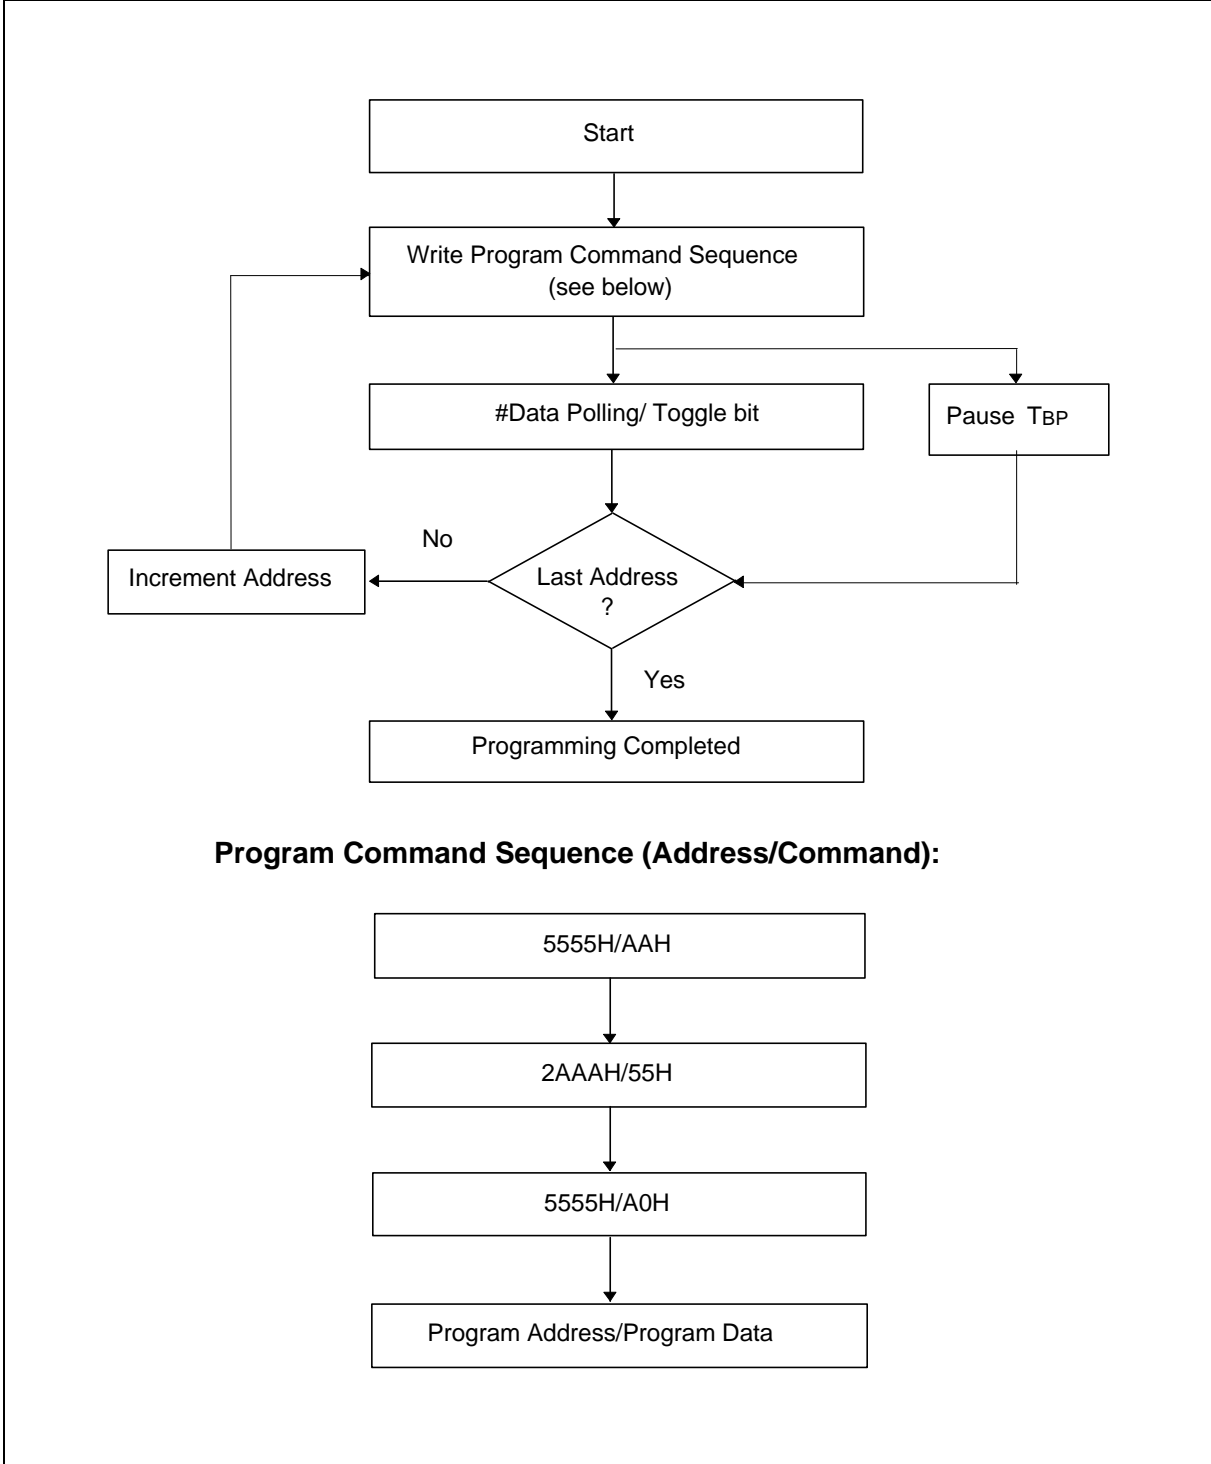 Start
Write Program Command Sequence
(see below)
#Data Polling/ Toggle bit
Pause TBP
No
Increment Address
Last Address
?
Yes
Programming Completed
Program Command Sequence (Address/Command):
5555H/AAH
2AAAH/55H
5555H/A0H
Program Address/Program Data